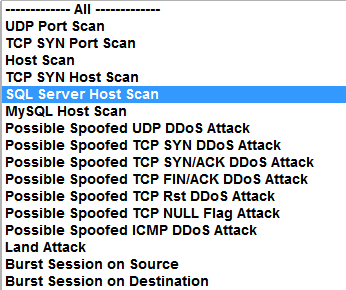 ------------- All -------------
UDP Port Scan
TCP SYN Port Scan
Host Scan
TCP SYN Host Scan
SQL Server Host Scan
MySQL Host Scan
Possible Spoofed UDP DDoS Attack
Possible Spoofed TCP SYN DDoS Attack
Possible Spoofed TCP SYN/ACK DDoS Attack
Possible Spoofed TCP FIN/ACK DDoS Attack
Possible Spoofed TCP Rst DDoS Attack
Possible Spoofed TCP NULL Flag Attack
Possible Spoofed ICMP DDoS Attack
Land Attack
Burst Session on Source
Burst Session on Destination